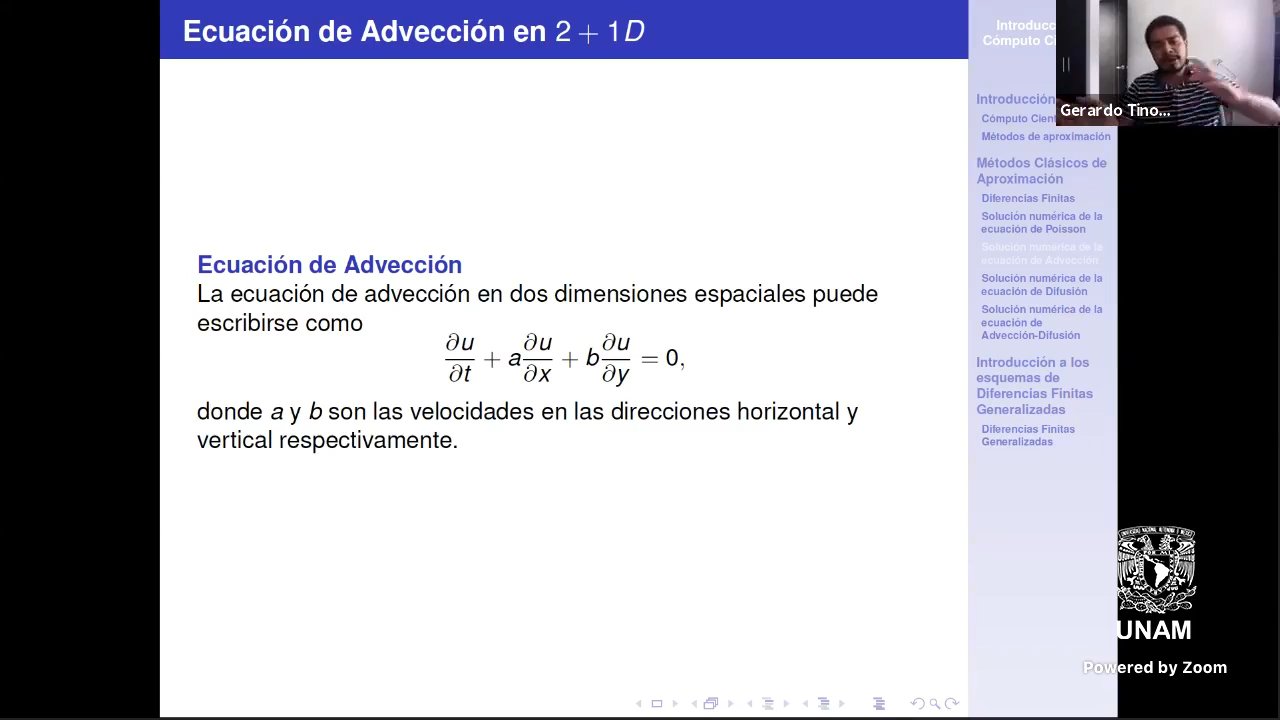 Ecuación de Advección en 2 + 1D
Ecuación de Advección
La ecuación de advección en dos dimensiones espaciales puede
escribirse como
∂u/∂t + a ∂u/∂x + b ∂u/∂y = 0,
donde a y b son las velocidades en las direcciones horizontal y
vertical respectivamente.
Introducción
Métodos de aproximación
Métodos Clásicos de
Aproximación
Diferencias Finitas
Solución numérica de la
ecuación de Poisson
Solución numérica de la
ecuación de Advección
Solución numérica de la
ecuación de Difusión
Solución numérica de la
ecuación de
Advección-Difusión
Introducción a los
esquemas de
Diferencias Finitas
Generalizadas
Diferencias Finitas
Generalizadas
Gerardo Tino...
UNAM
Powered by Zoom